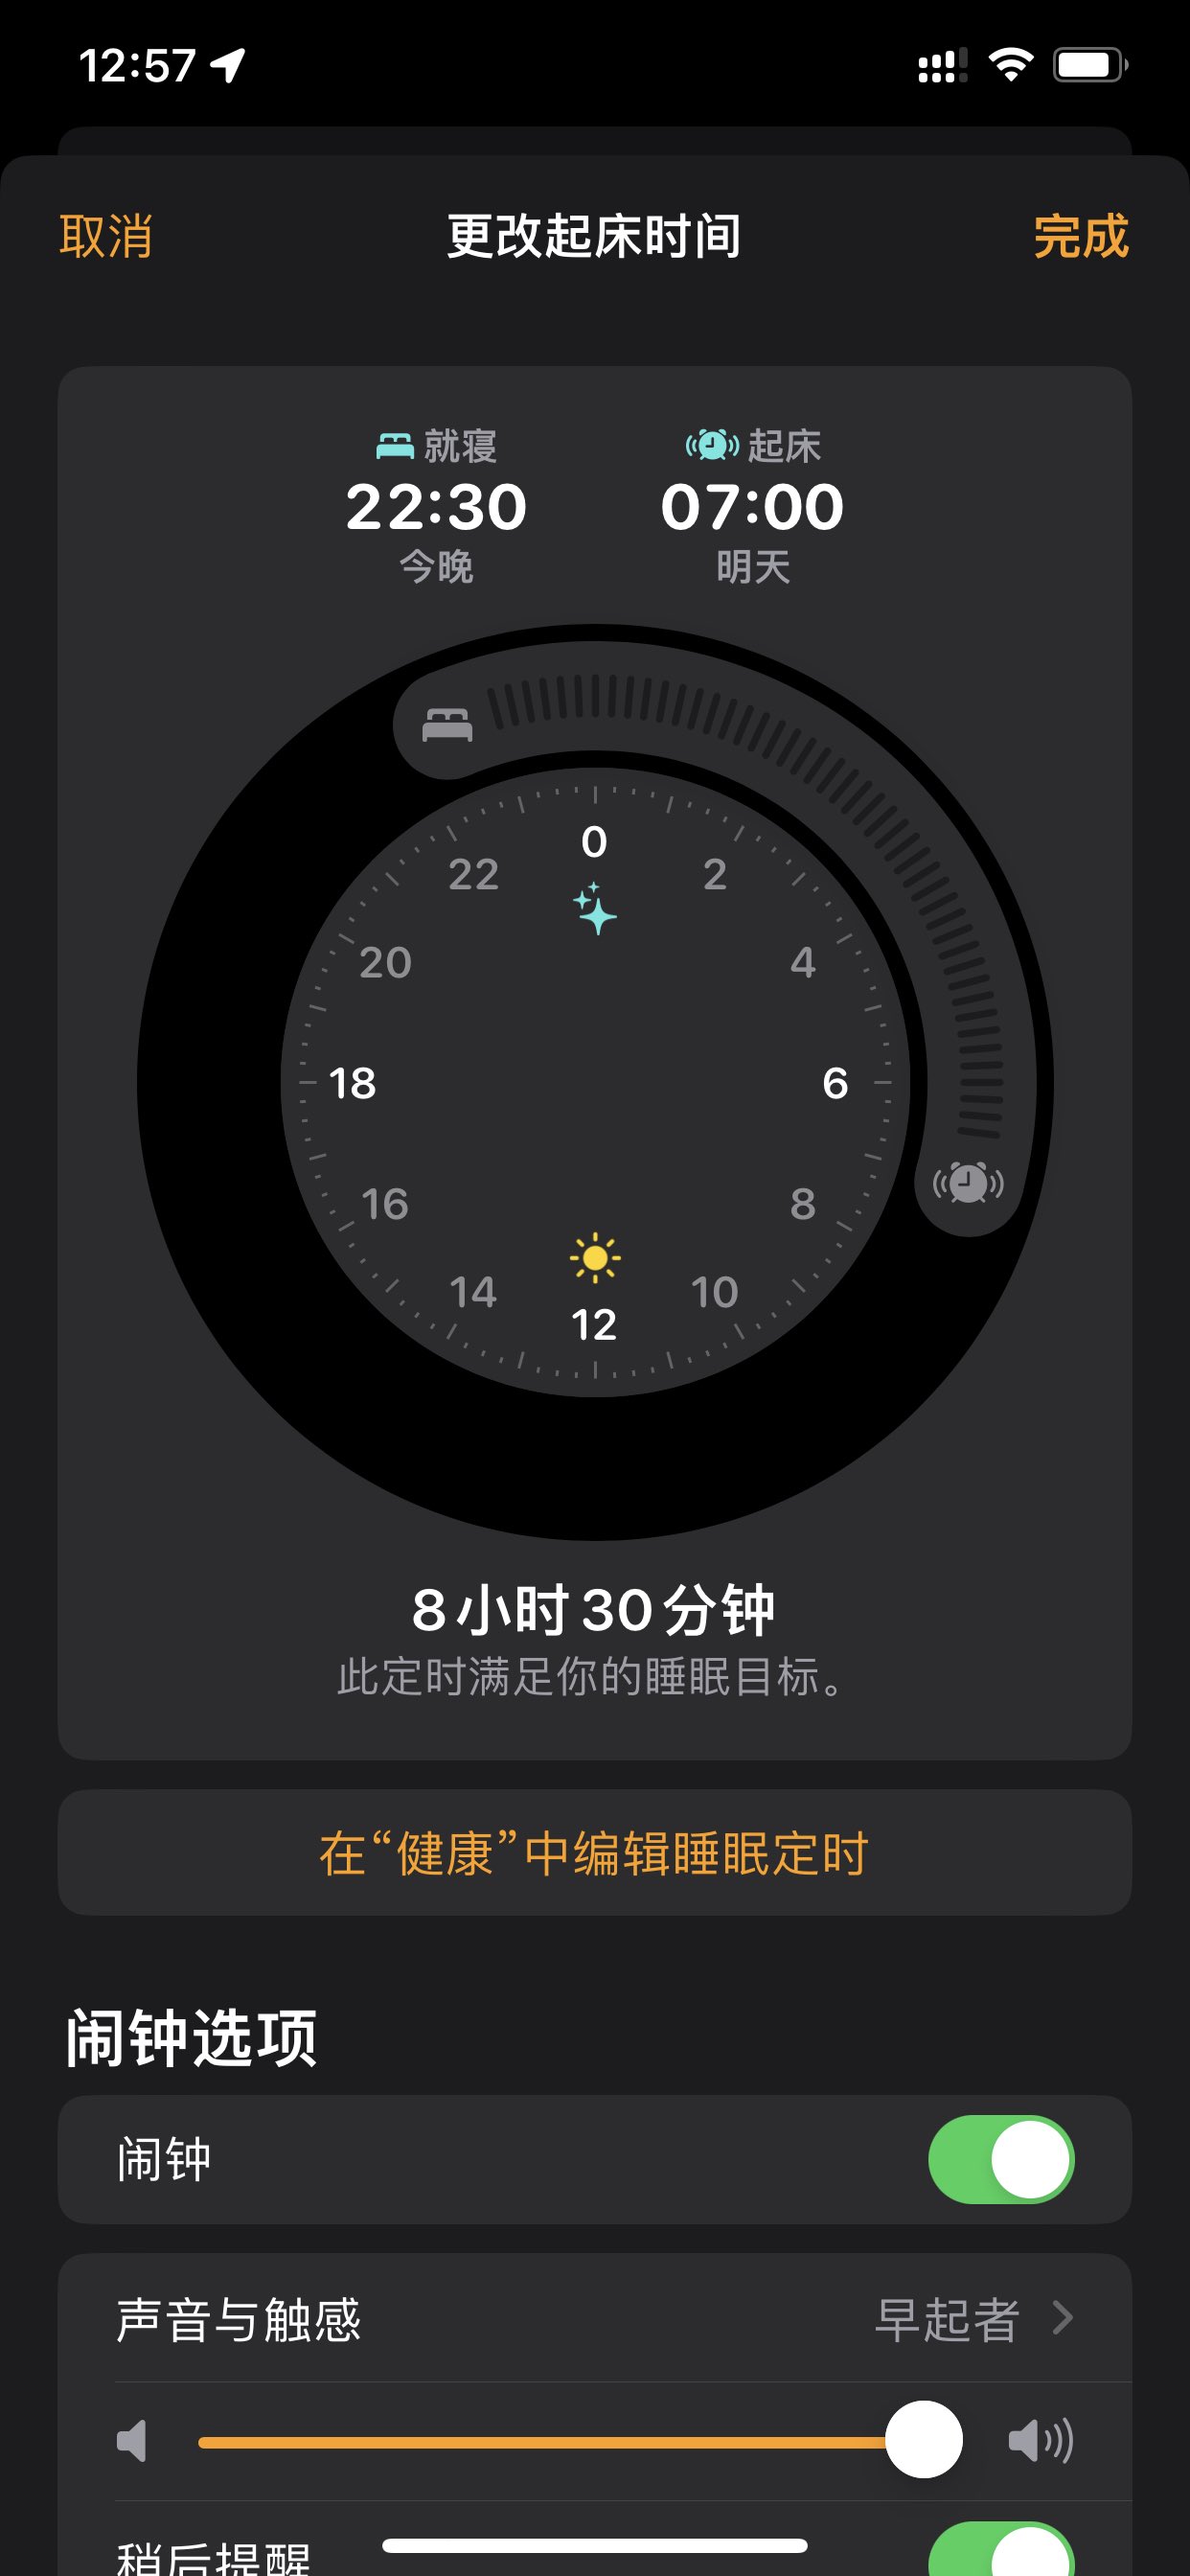 12:57
取消 更改起床时间 完成
就寝 起床
22:30 07:00
今晚 明天
0
22 2
20 4
18 6
16 8
14 10
12
8小时30分钟
此定时满足你的睡眠目标。
在“健康”中编辑睡眠定时
闹钟选项
闹钟
声音与触感 早起者
稍后提醒